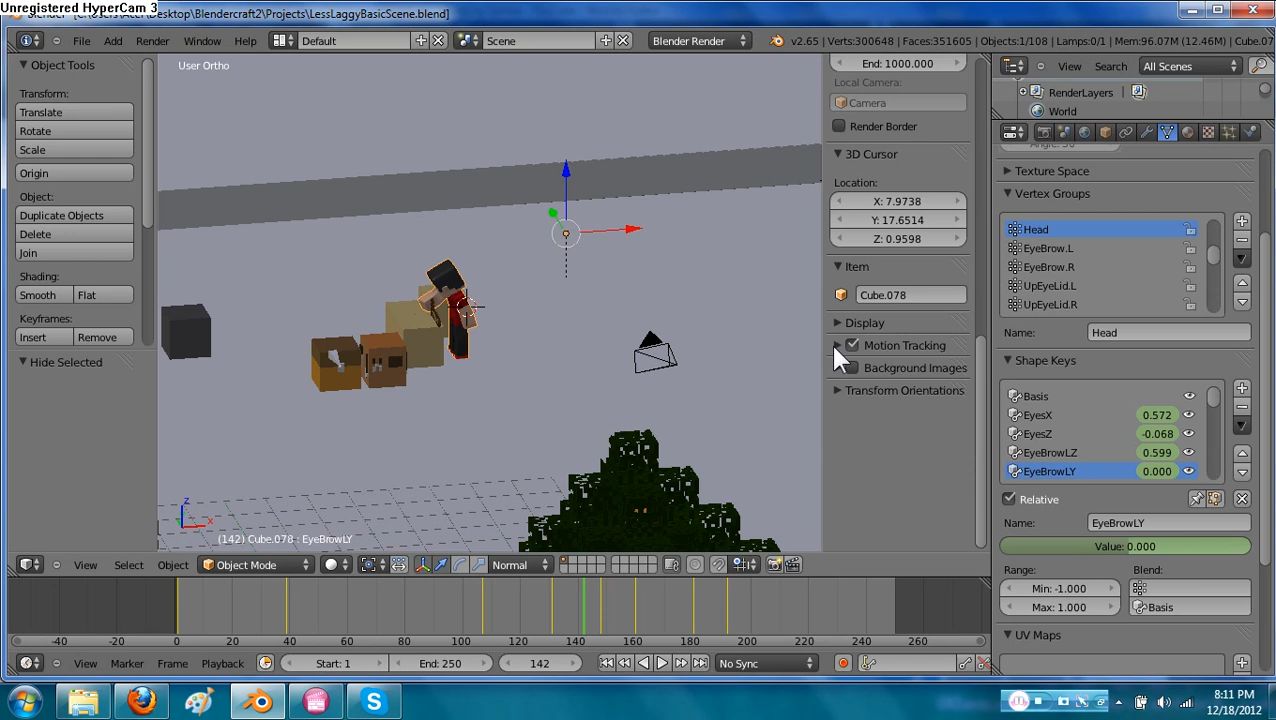 Unregistered HyperCam 3
Blender [C:\Users\Acer\Desktop\Blendercraft2\Projects\LessLaggyBasicScene.blend]
File Add Render Window Help Default Scene Blender Render v2.65 | Verts:300648 | Faces:351605 | Objects:1/108 | Lamps:0/1 | Mem:96.07M (12.46M) | Cube.07
Object Tools
Transform:
Translate
Rotate
Scale
Origin
Object:
Duplicate Objects
Delete
Join
Shading:
Smooth Flat
Keyframes:
Insert Remove
Hide Selected
User Ortho
z
x
(142) Cube.078 : EyeBrowLY
View Select Object Object Mode Normal
End: 1000.000
Local Camera:
Camera
Render Border
3D Cursor
Location:
X: 7.9738
Y: 17.6514
Z: 0.9598
Item
Cube.078
Display
Motion Tracking
Background Images
Transform Orientations
View Search All Scenes
RenderLayers |
World
Texture Space
Vertex Groups
Head
EyeBrow.L
EyeBrow.R
UpEyeLid.L
UpEyeLid.R
Name: Head
Shape Keys
Basis
EyesX 0.572
EyesZ -0.068
EyeBrowLZ 0.599
EyeBrowLY 0.000
Relative
Name: EyeBrowLY
Value: 0.000
Range: Blend:
Min: -1.000
Max: 1.000 Basis
UV Maps
-40 -20 0 20 40 60 80 100 120 140 160 180 200 220 240 260
View Marker Frame Playback Start: 1 End: 250 142 No Sync
8:11 PM
12/18/2012